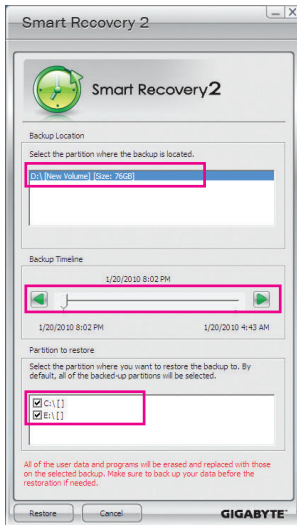 Smart Recovery 2
Smart Recovery2
Backup Location
Select the partition where the backup is located.
D:\ [New Volume] [Size: 76GB]
Backup Timeline
1/20/2010 8:02 PM
1/20/2010 8:02 PM
1/20/2010 4:43 AM
Partition to restore
Select the partition where you want to restore the backup to. By
default, all of the backed-up partitions will be selected.
C:\ [ ]
E:\ [ ]
All of the user data and programs will be erased and replaced with those
on the selected backup. Make sure to back up your data before the
restoration if needed.
Restore
Cancel
GIGABYTE